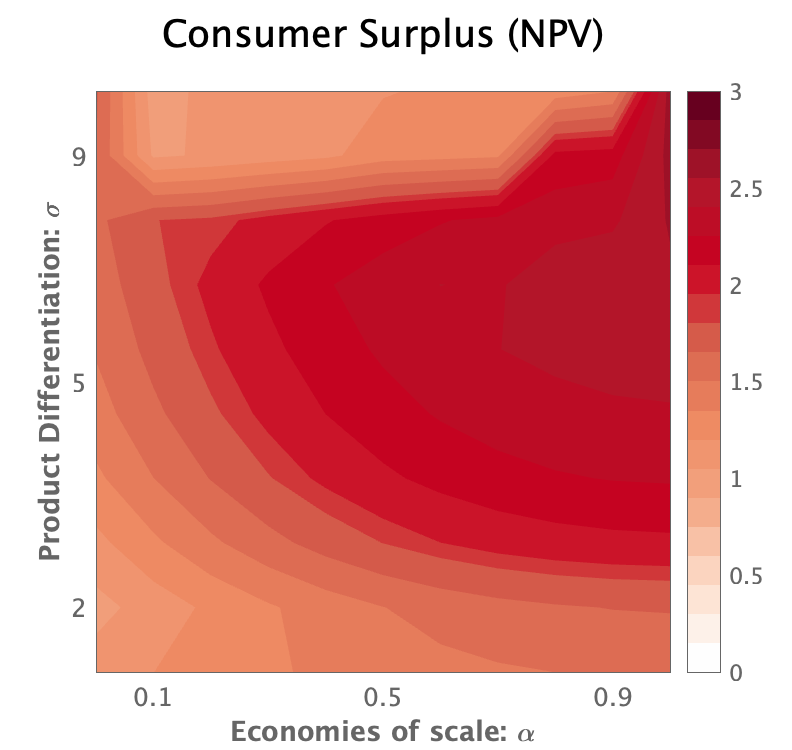 Consumer Surplus (NPV)
3
9
2.5
Product Differentiation: σ
2
5
1.5
1
0.5
2
0
0.1 0.5 0.9
Economies of scale: α